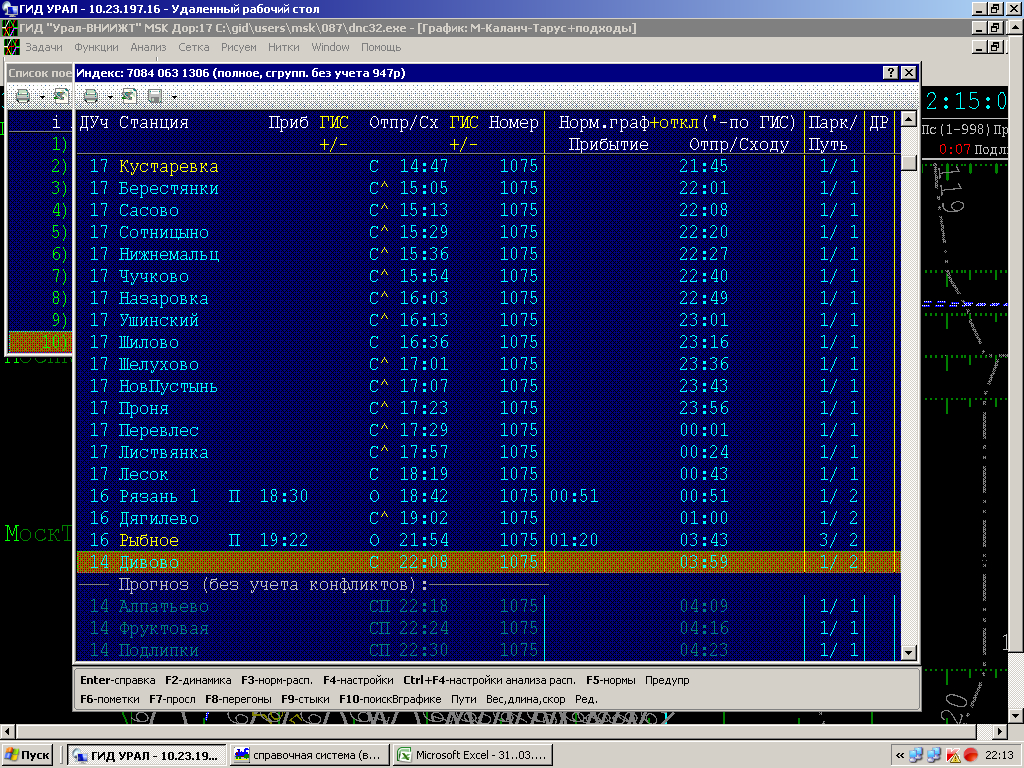 ГИД УРАЛ - 10.23.197.16 - Удаленный рабочий стол
ГИД "Урал-ВНИИЖТ" MSK Дор:17 C:\gid\users\msk\087\dnc32.exe - [График: М-Каланч-Тарус+подходы]
Задачи Функции Анализ Сетка Рисуем Нитки Window Помощь
Список пое
Индекс: 7084 063 1306 (полное, сгрупп. без учета 947р)
2:15:0
i ДУч Станция Приб ГИС Отпр/Сх ГИС Номер Норм.граф+откл('-по ГИС) Парк/ ДР
Пс(1-998)Пр
1) +/- +/- Прибытие Отпр/Сходу Путь
0:07 Подли
2) 17 Кустаревка С 14:47 1075 21:45 1/ 1
3) 17 Берестянки С^ 15:05 1075 22:01 1/ 1
4) 17 Сасово С^ 15:13 1075 22:08 1/ 1
5) 17 Сотницыно С^ 15:29 1075 22:20 1/ 1
6) 17 Нижнемальц С^ 15:36 1075 22:27 1/ 1
7) 17 Чучково С^ 15:54 1075 22:40 1/ 1
8) 17 Назаровка С^ 16:03 1075 22:49 1/ 1
9) 17 Ушинский С^ 16:13 1075 23:01 1/ 1
10) 17 Шилово С 16:36 1075 23:16 1/ 1
17 Шелухово С^ 17:01 1075 23:36 1/ 1
17 НовПустынь С^ 17:07 1075 23:43 1/ 1
17 Проня С^ 17:23 1075 23:56 1/ 1
17 Перевлес С^ 17:29 1075 00:01 1/ 1
17 Листвянка С^ 17:57 1075 00:24 1/ 1
17 Лесок С 18:19 1075 00:43 1/ 1
16 Рязань 1 П 18:30 О 18:42 1075 00:51 00:51 1/ 2
16 Дягилево С^ 19:02 1075 01:00 1/ 2
МоскТ
16 Рыбное П 19:22 О 21:54 1075 01:20 03:43 3/ 2
14 Дивово С 22:08 1075 03:59 1/ 2
Прогноз (без учета конфликтов):
14 Алпатьево СП 22:18 1075 04:09 1/ 1
14 Фруктовая СП 22:24 1075 04:16 1/ 1
14 Подлипки СП 22:30 1075 04:23 1/ 1
Enter-справка F2-динамика F3-норм-расп. F4-настройки Ctrl+F4-настройки анализа расп. F5-нормы Предупр
F6-пометки F7-просл F8-перегоны F9-стыки F10-поискВграфике Пути Вес,длина,скор Ред.
Пуск ГИД УРАЛ - 10.23.19... справочная система (в... Microsoft Excel - 31..03.... « 22:13